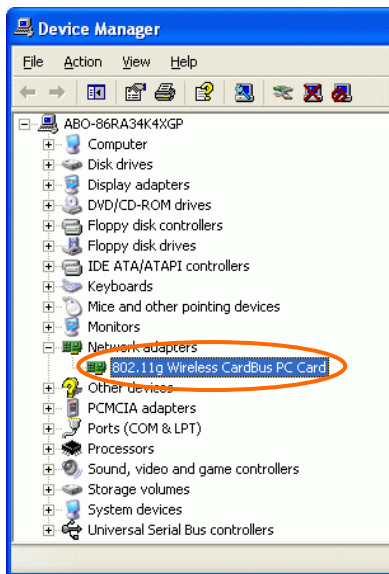 Device Manager
File Action View Help
ABO-86RA34K4XGP
Computer
Disk drives
Display adapters
DVD/CD-ROM drives
Floppy disk controllers
Floppy disk drives
IDE ATA/ATAPI controllers
Keyboards
Mice and other pointing devices
Monitors
Network adapters
802.11g Wireless CardBus PC Card
Other devices
PCMCIA adapters
Ports (COM & LPT)
Processors
Sound, video and game controllers
Storage volumes
System devices
Universal Serial Bus controllers